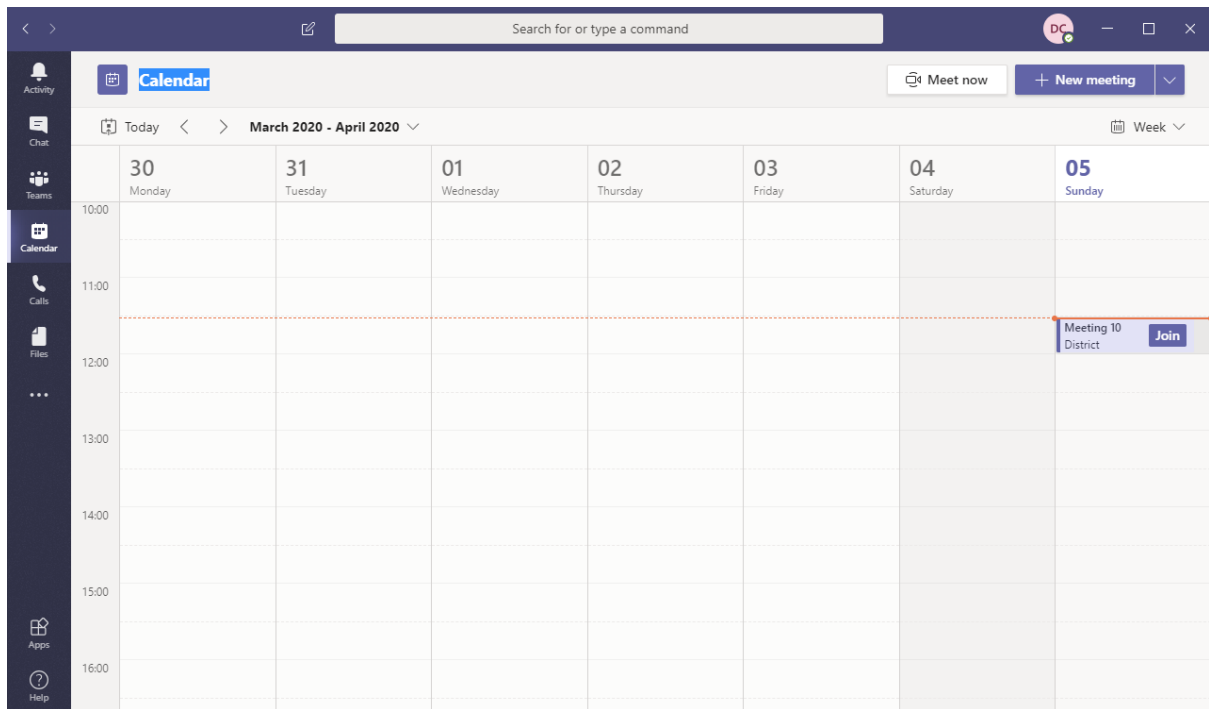 Search for or type a command
DC
Activity
Chat
Teams
Calendar
Calls
Files
Apps
Help
Calendar
Meet now
New meeting
Today
March 2020 - April 2020
Week
30
Monday
31
Tuesday
01
Wednesday
02
Thursday
03
Friday
04
Saturday
05
Sunday
10:00
11:00
Meeting 10
District
Join
12:00
13:00
14:00
15:00
16:00